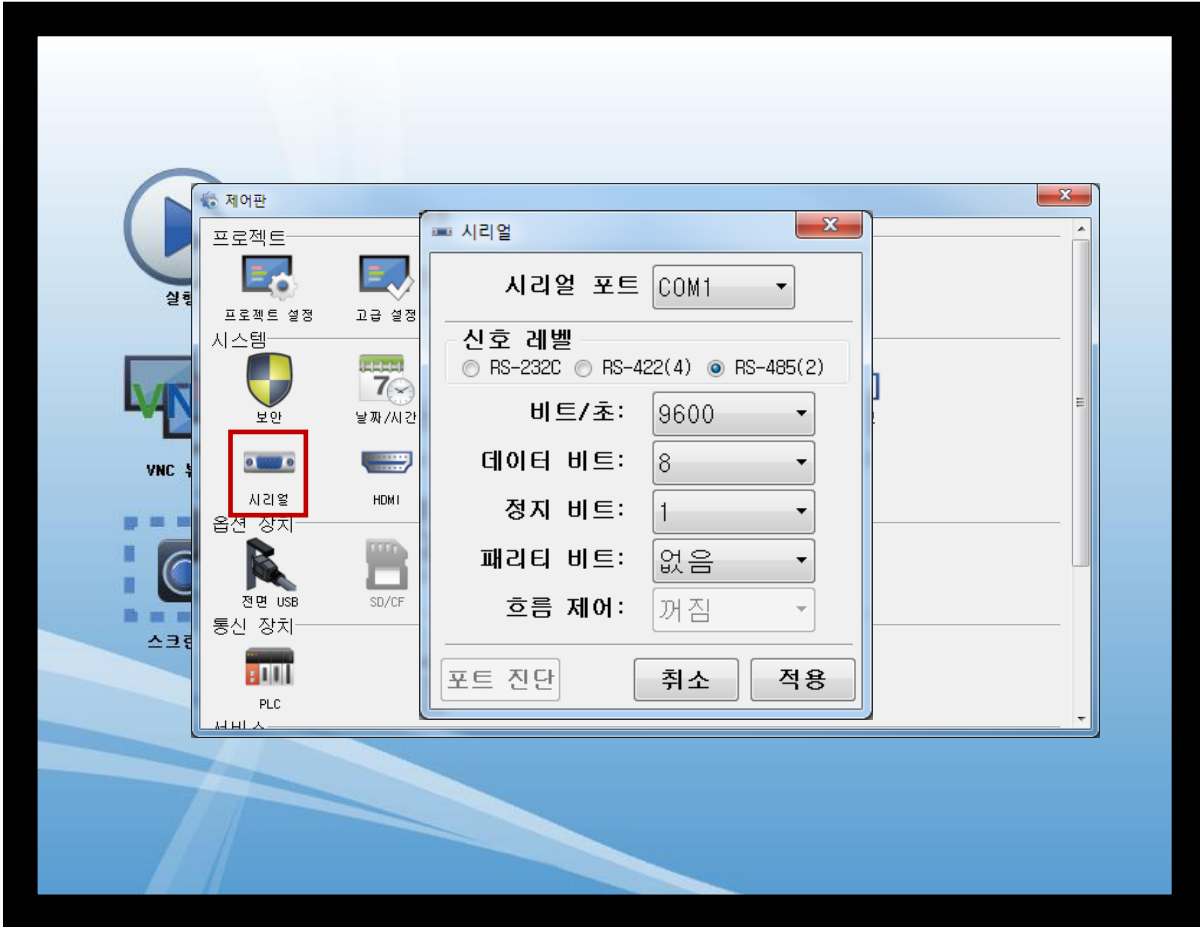 제어판
프로젝트
프로젝트 설정
고급 설정
시스템
보안
날짜/시간
시리얼
HDMI
옵션 장치
전면 USB
SD/CF
통신 장치
PLC
서비스
VNC
시리얼
시리얼 포트 COM1
신호 레벨
RS-232C RS-422(4) RS-485(2)
비트/초: 9600
데이터 비트: 8
정지 비트: 1
패리티 비트: 없음
흐름 제어: 꺼짐
포트 진단 취소 적용